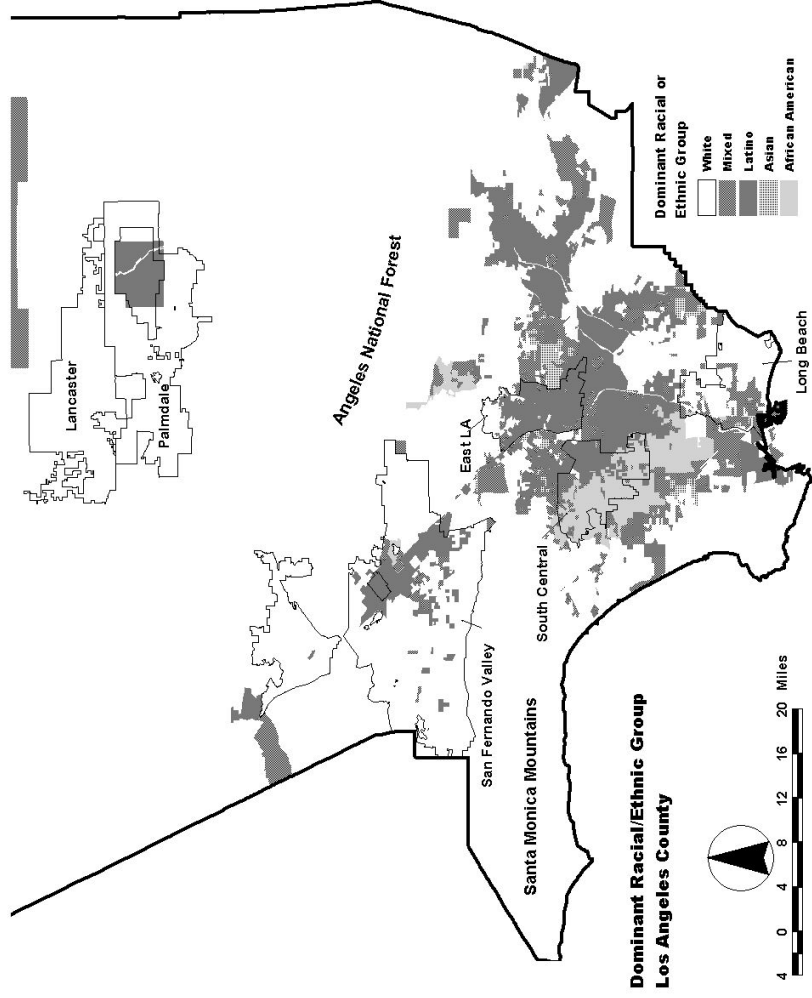 Lancaster
Palmdale
Angeles National Forest
East LA
San Fernando Valley
South Central
Santa Monica Mountains
Long Beach
Dominant Racial/Ethnic Group
Los Angeles County
4 0 4 8 12 16 20 Miles
Dominant Racial or
Ethnic Group
White
Mixed
Latino
Asian
African American